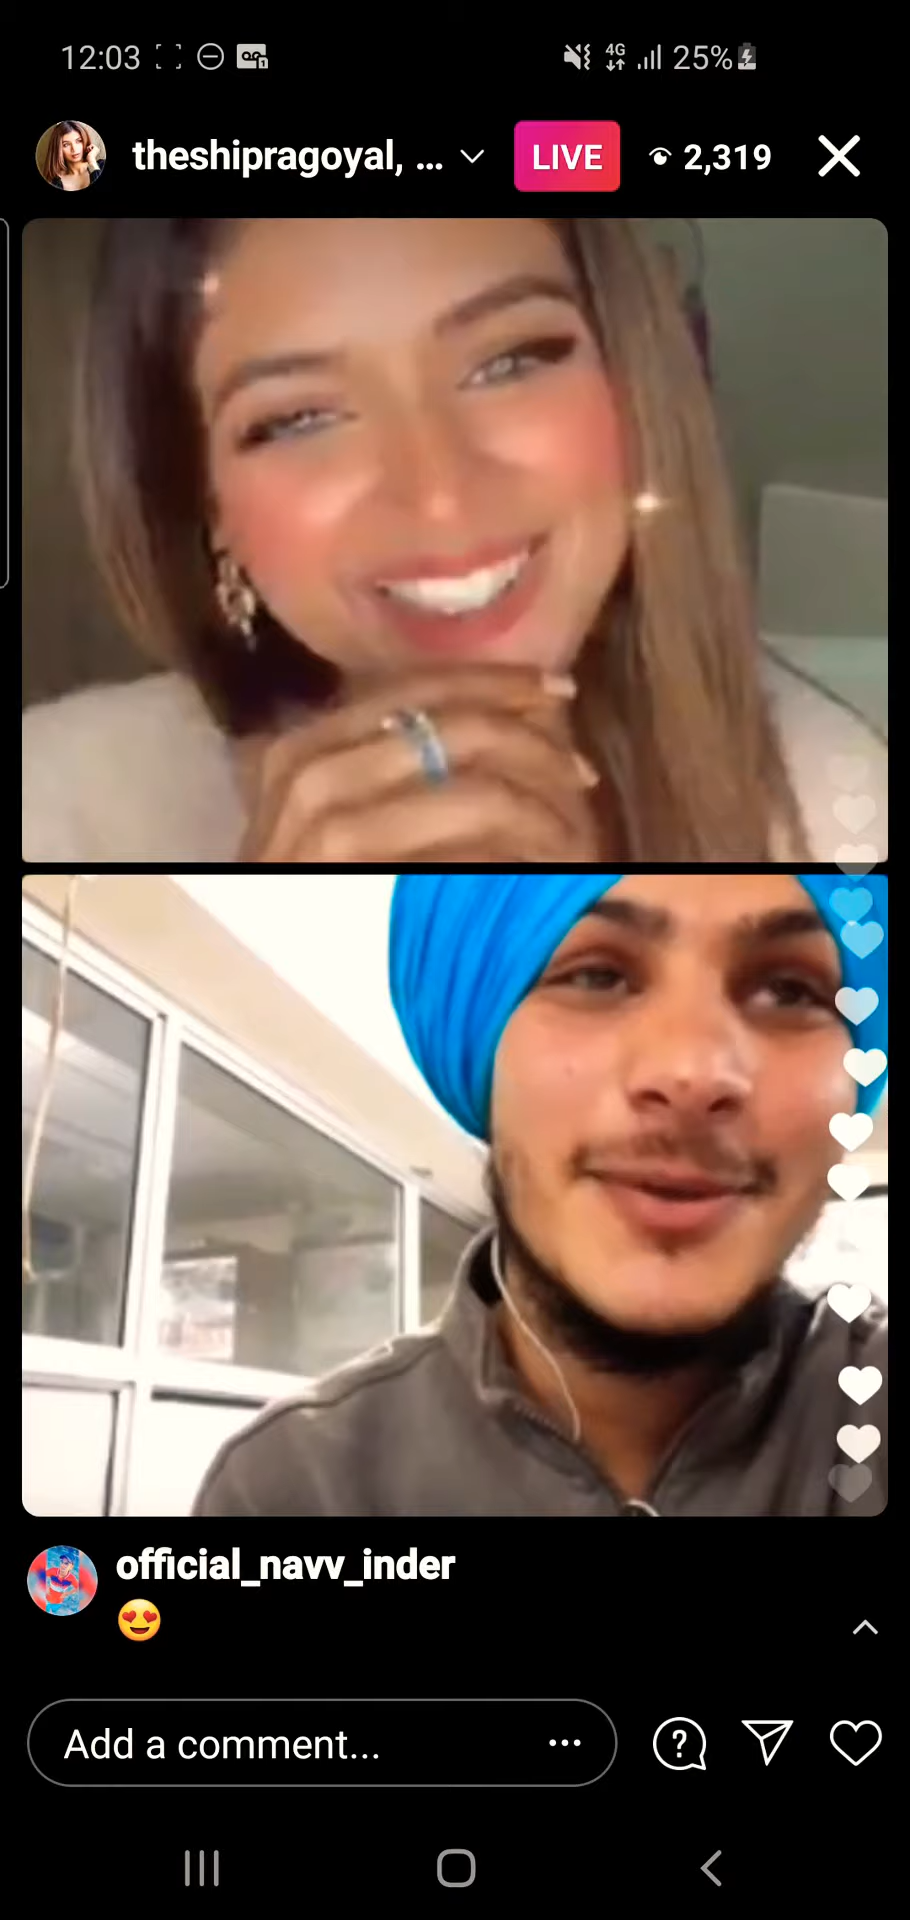 12:03 4G 25%
theshipragoyal, ... LIVE 2,319
official_navv_inder
😍
Add a comment...